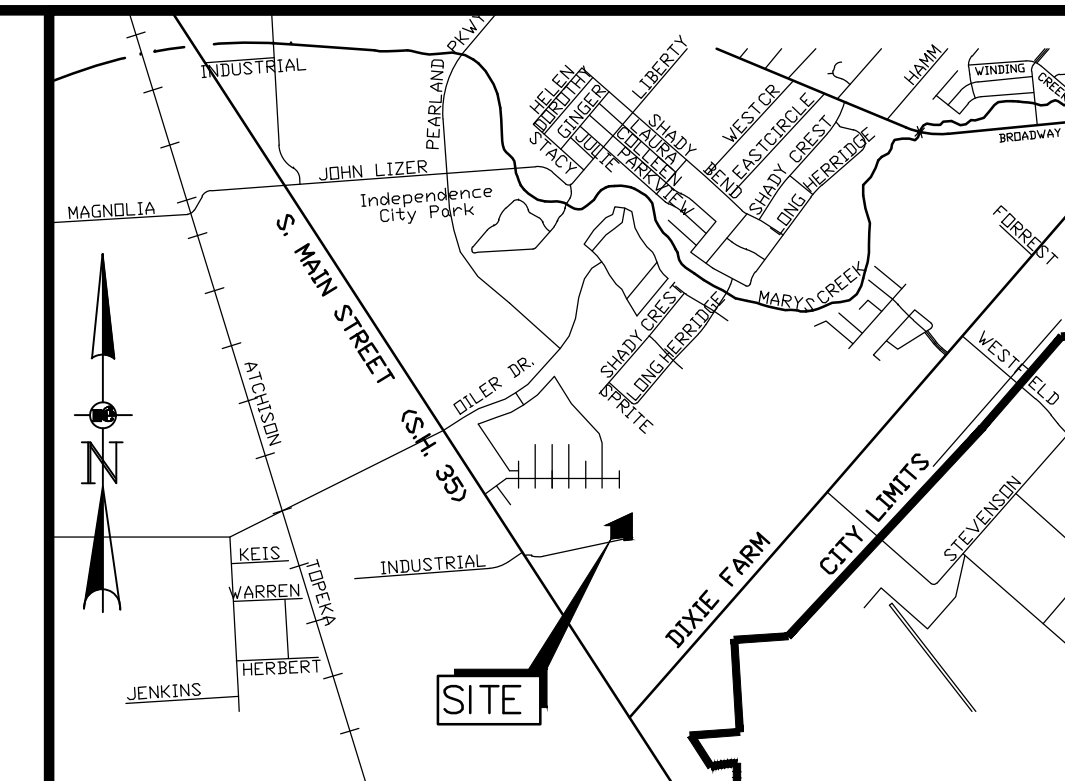 INDUSTRIAL
PEARLAND PKWY
HELEN
DOROTHY
GINGER
STACY
JULIE
LIBERTY
SHADY BEND
LAURA
CULLEN
PARKVIEW
WESTCR
EASTCIRCLE
SHADY CREST
LONG HERRIDGE
HAMM
WINDING
CREEK
BROADWAY
JOHN LIZER
MAGNOLIA
Independence
City Park
S. MAIN STREET
(S.H. 35)
FORREST
MARYS CREEK
SHADY CREST
LONG HERRIDGE
SPRITE
WESTFIELD
ATCHISON
TOPEKA
OILER DR.
N
CITY LIMITS
STEVENSON
DIXIE FARM
KEIS
INDUSTRIAL
WARREN
HERBERT
JENKINS
SITE